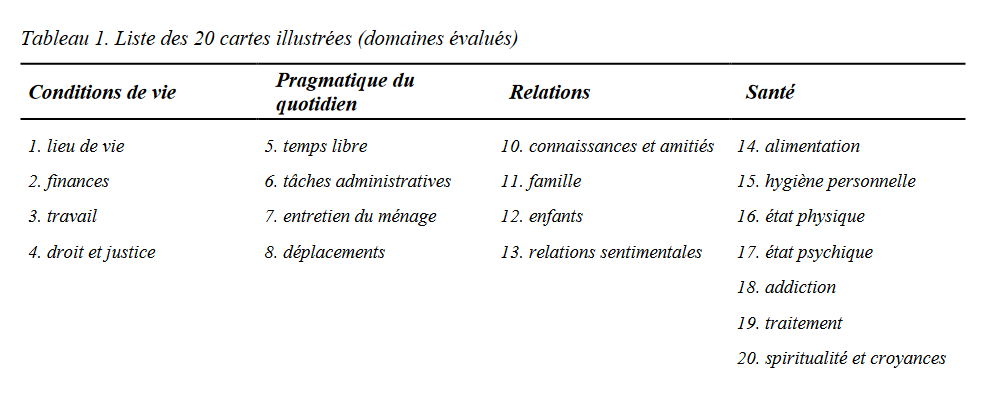 Tableau 1. Liste des 20 cartes illustrées (domaines évalués)
Conditions de vie
Pragmatique du
quotidien
Relations
Santé
1. lieu de vie
5. temps libre
10. connaissances et amitiés
14. alimentation
2. finances
6. tâches administratives
11. famille
15. hygiène personnelle
3. travail
7. entretien du ménage
12. enfants
16. état physique
4. droit et justice
8. déplacements
13. relations sentimentales
17. état psychique
18. addiction
19. traitement
20. spiritualité et croyances